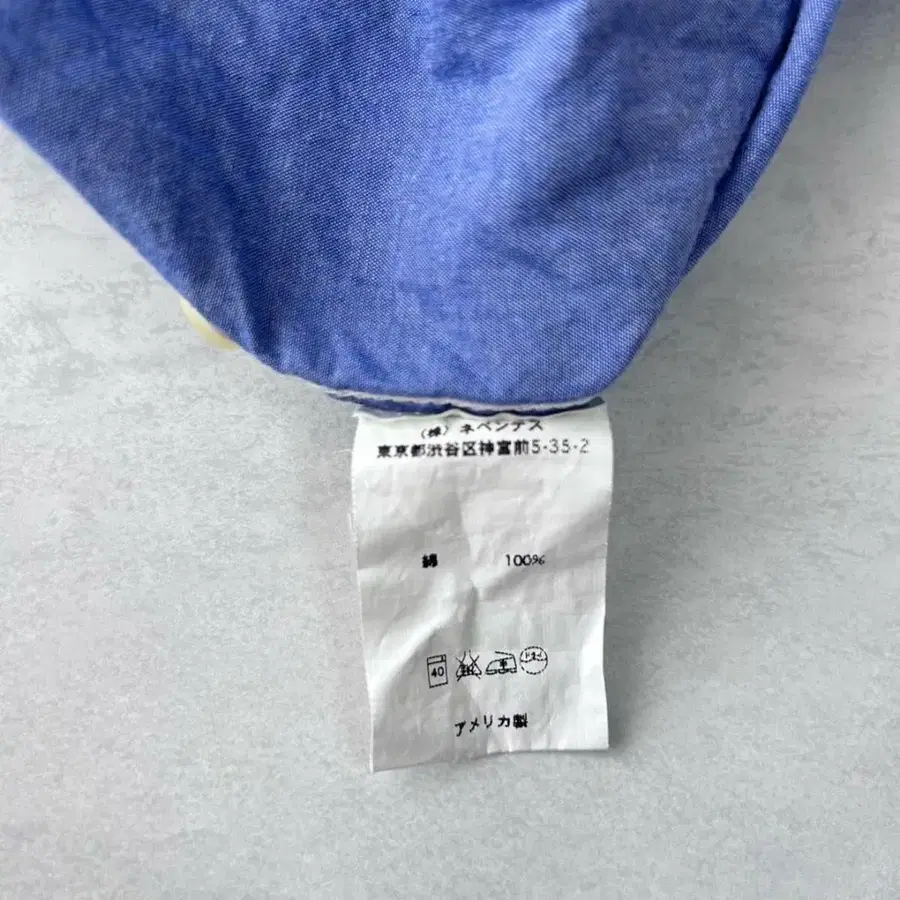 (株) ネペンテス
東京都渋谷区神宮前5-35-2
綿 100%
40 中 ドライ
アメリカ製